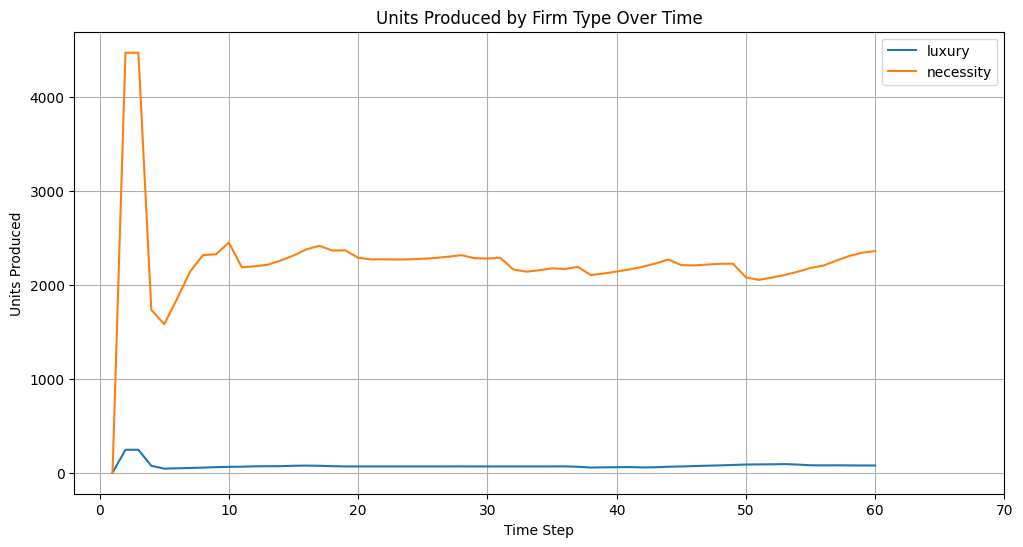 Units Produced by Firm Type Over Time
luxury
necessity
Units Produced
4000
3000
2000
1000
0
0 10 20 30 40 50 60 70
Time Step